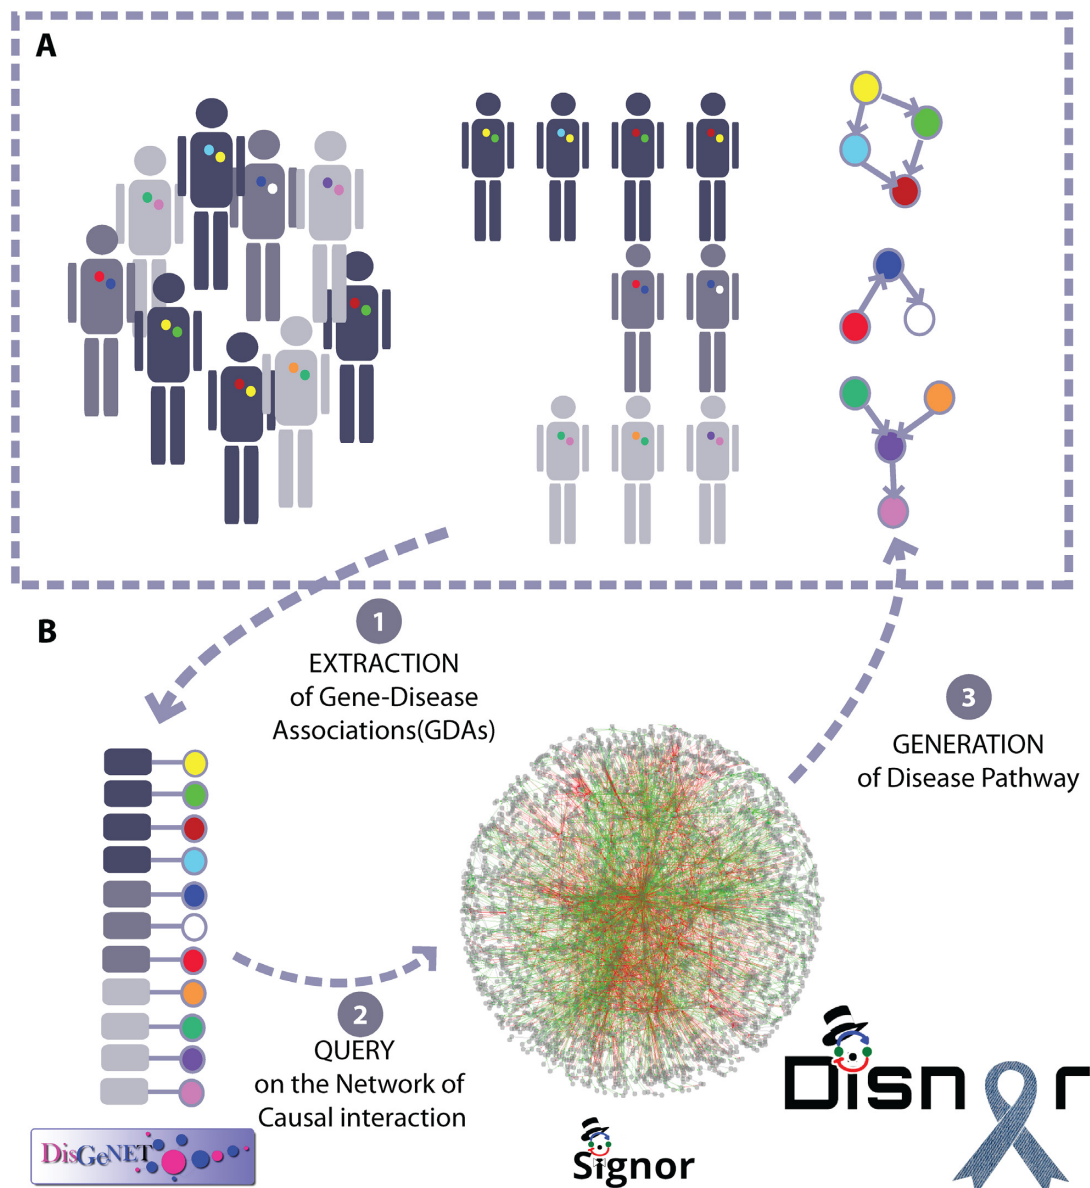 A
B
1
EXTRACTION
of Gene-Disease
Associations(GDAs)
3
GENERATION
of Disease Pathway
2
QUERY
on the Network of
Causal interaction
DisGeNET
Signor
Disnor